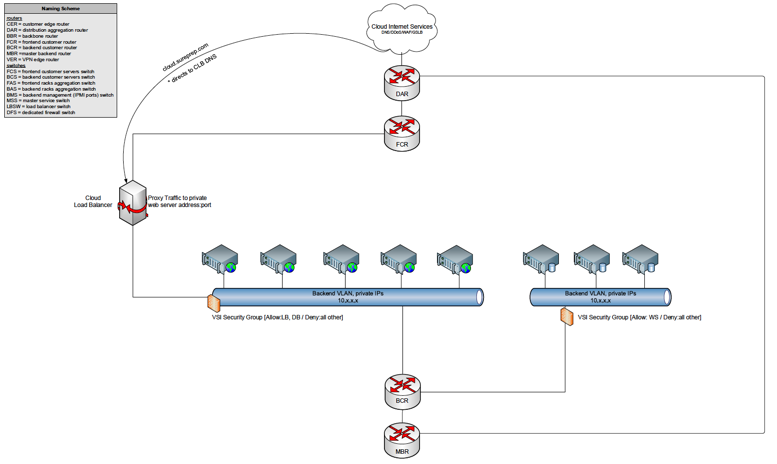 Naming Scheme
routers
CER = customer edge router
DAR = distribution aggregation router
BBR = backbone router
FCR = frontend customer router
BCR = backend customer router
MBR =master backend router
VER = VPN edge router
switches
FCS = frontend customer servers switch
BCS = backend customer servers switch
FAS = frontend racks aggregation switch
BAS = backend racks aggregation switch
BMS = backend management (IPMI ports) switch
MSS = master service switch
LBSW = load balancer switch
DFS = dedicated firewall switch
Cloud Internet Services
DNS/DDoS/WAF/GSLB
cloud.sureprep.com
* directs to CLB DNS
DAR
FCR
Cloud
Load Balancer
Proxy Traffic to private
web server address:port
Backend VLAN, private IPs
10.x.x.x
Backend VLAN, private IPs
10.x.x.x
VSI Security Group [Allow:LB, DB / Deny:all other]
VSI Security Group [Allow: WS / Deny:all other]
BCR
MBR